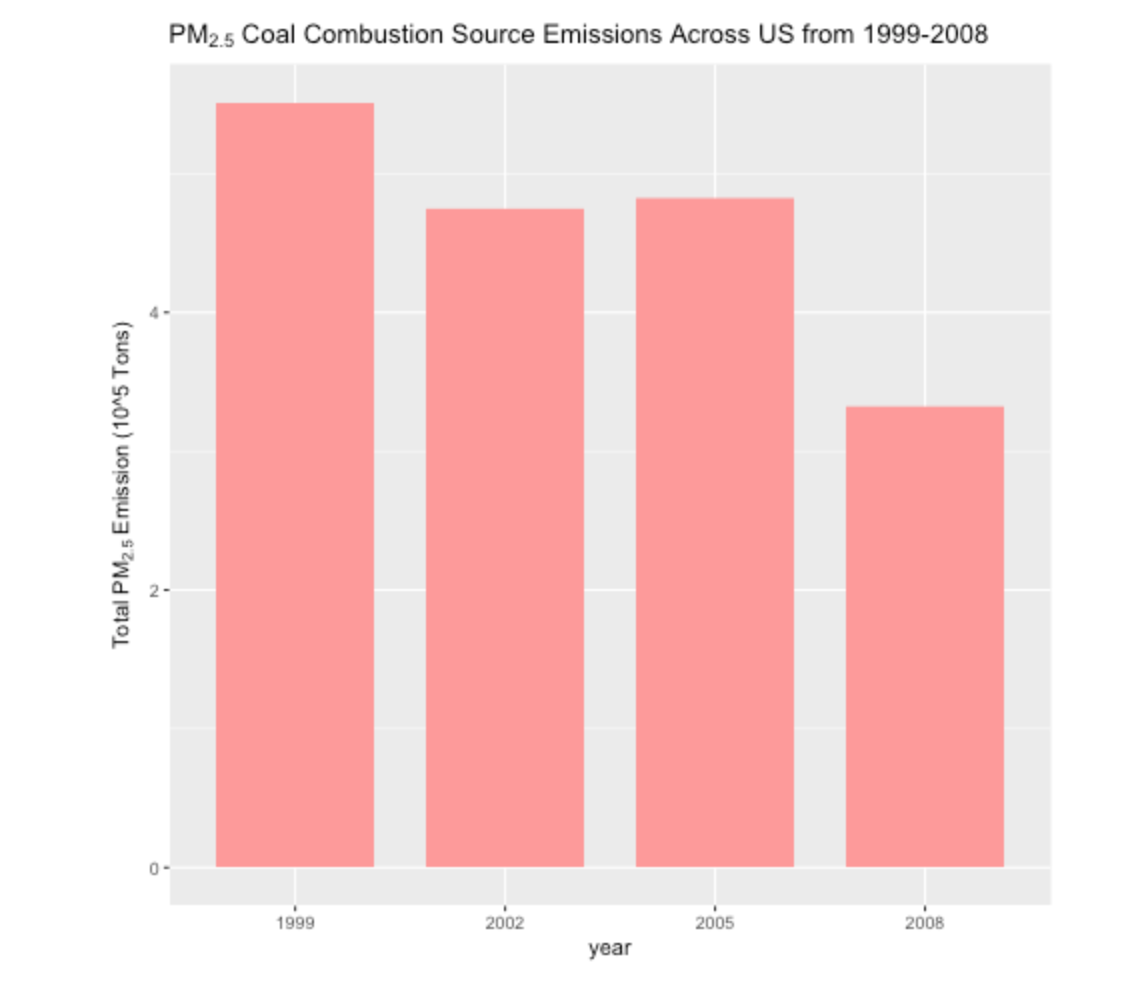 PM2.5 Coal Combustion Source Emissions Across US from 1999-2008
Total PM2.5 Emission (10^5 Tons)
4
2
0
1999 2002 2005 2008
year